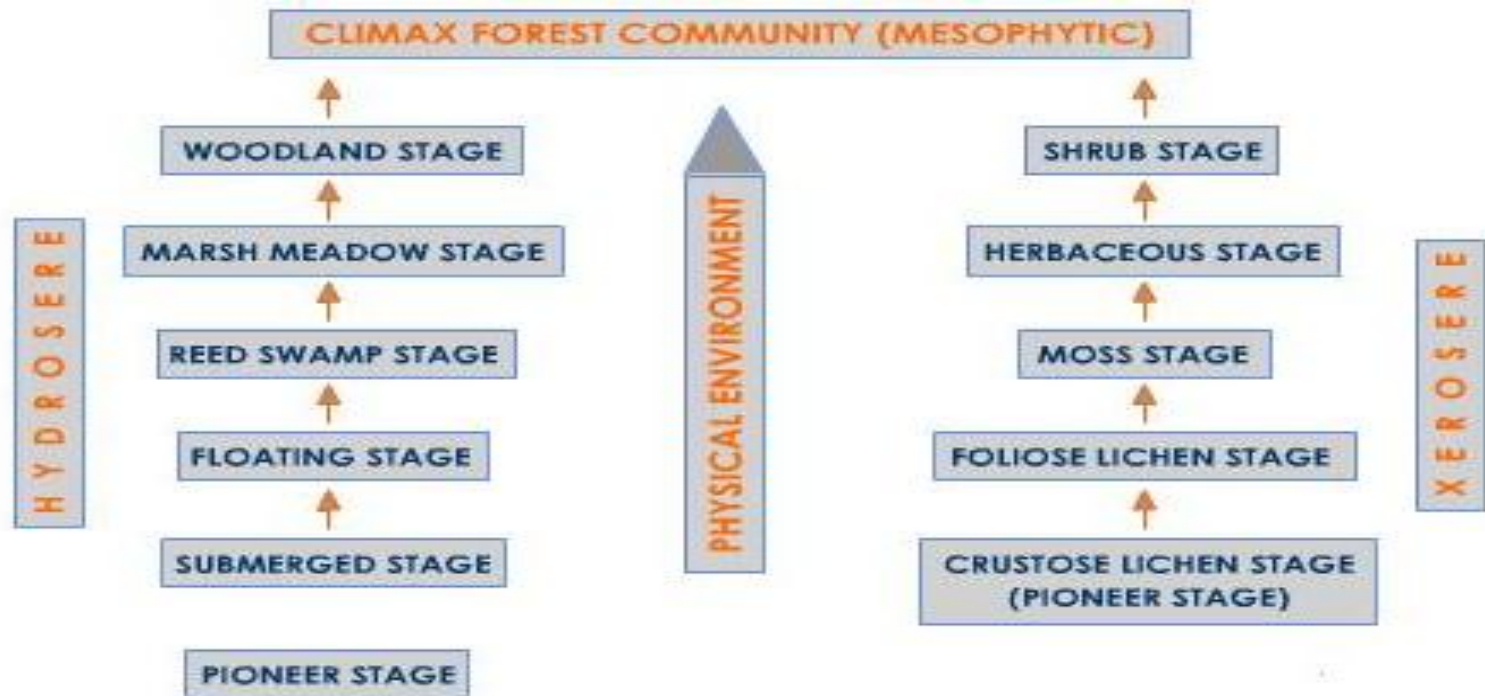 CLIMAX FOREST COMMUNITY (MESOPHYTIC)
WOODLAND STAGE
MARSH MEADOW STAGE
REED SWAMP STAGE
FLOATING STAGE
SUBMERGED STAGE
PIONEER STAGE
HYDROSERE
PHYSICAL ENVIRONMENT
SHRUB STAGE
HERBACEOUS STAGE
MOSS STAGE
FOLIOSE LICHEN STAGE
CRUSTOSE LICHEN STAGE
(PIONEER STAGE)
XEROSERE